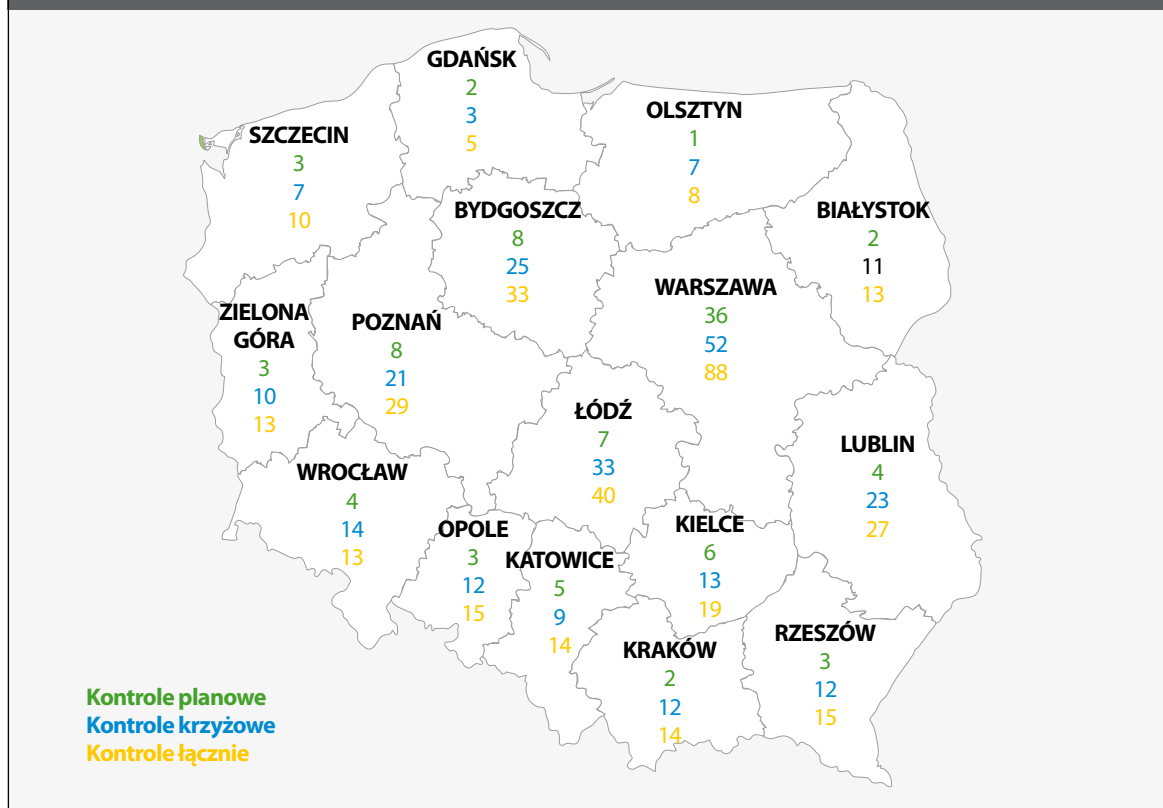 GDAŃSK
2
3
5
OLSZTYN
1
7
8
SZCZECIN
3
7
10
BYDGOSZCZ
8
25
33
BIAŁYSTOK
2
11
13
WARSZAWA
36
52
88
ZIELONA
GÓRA
3
10
13
POZNAŃ
8
21
29
ŁÓDŹ
7
33
40
LUBLIN
4
23
27
WROCŁAW
4
14
13
OPOLE
3
12
15
KATOWICE
5
9
14
KIELCE
6
13
19
KRAKÓW
2
12
14
RZESZÓW
3
12
15
Kontrole planowe
Kontrole krzyżowe
Kontrole łącznie